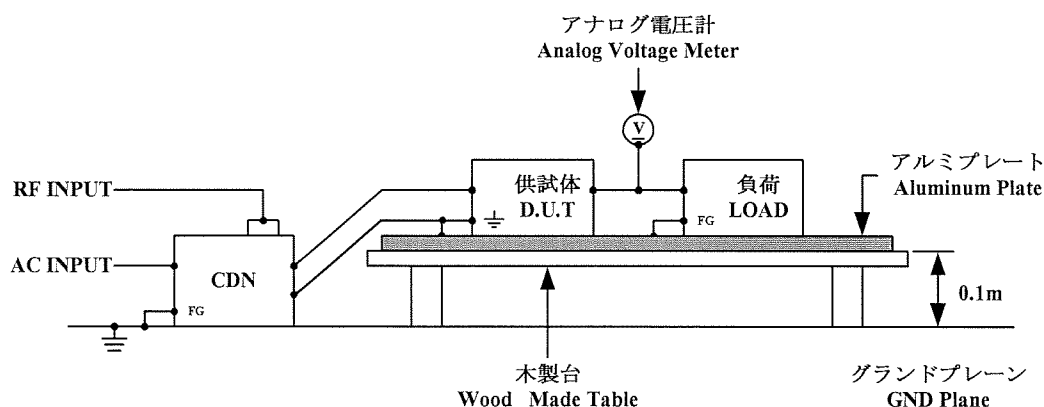 アナログ電圧計
Analog Voltage Meter
V
アルミプレート
Aluminum Plate
RF INPUT
供試体
D.U.T
負荷
LOAD
FG
AC INPUT
CDN
FG
0.1m
木製台
Wood Made Table
グランドプレーン
GND Plane